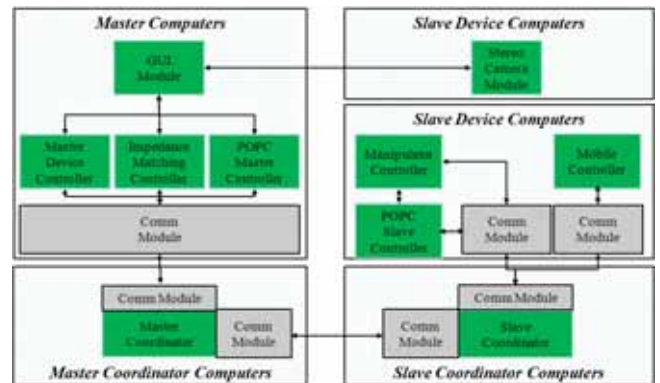 Master Computers
GUI
Module
Master
Device
Controller
Impedance
Matching
Controller
POPC
Master
Controller
Comm
Module
Slave Device Computers
Stereo
Camera
Module
Slave Device Computers
Manipulator
Controller
Mobile
Controller
POPC
Slave
Controller
Comm
Module
Comm
Module
Comm Module
Master
Coordinator
Comm
Module
Master Coordinator Computers
Comm Module
Comm
Module
Slave
Coordinator
Slave Coordinator Computers